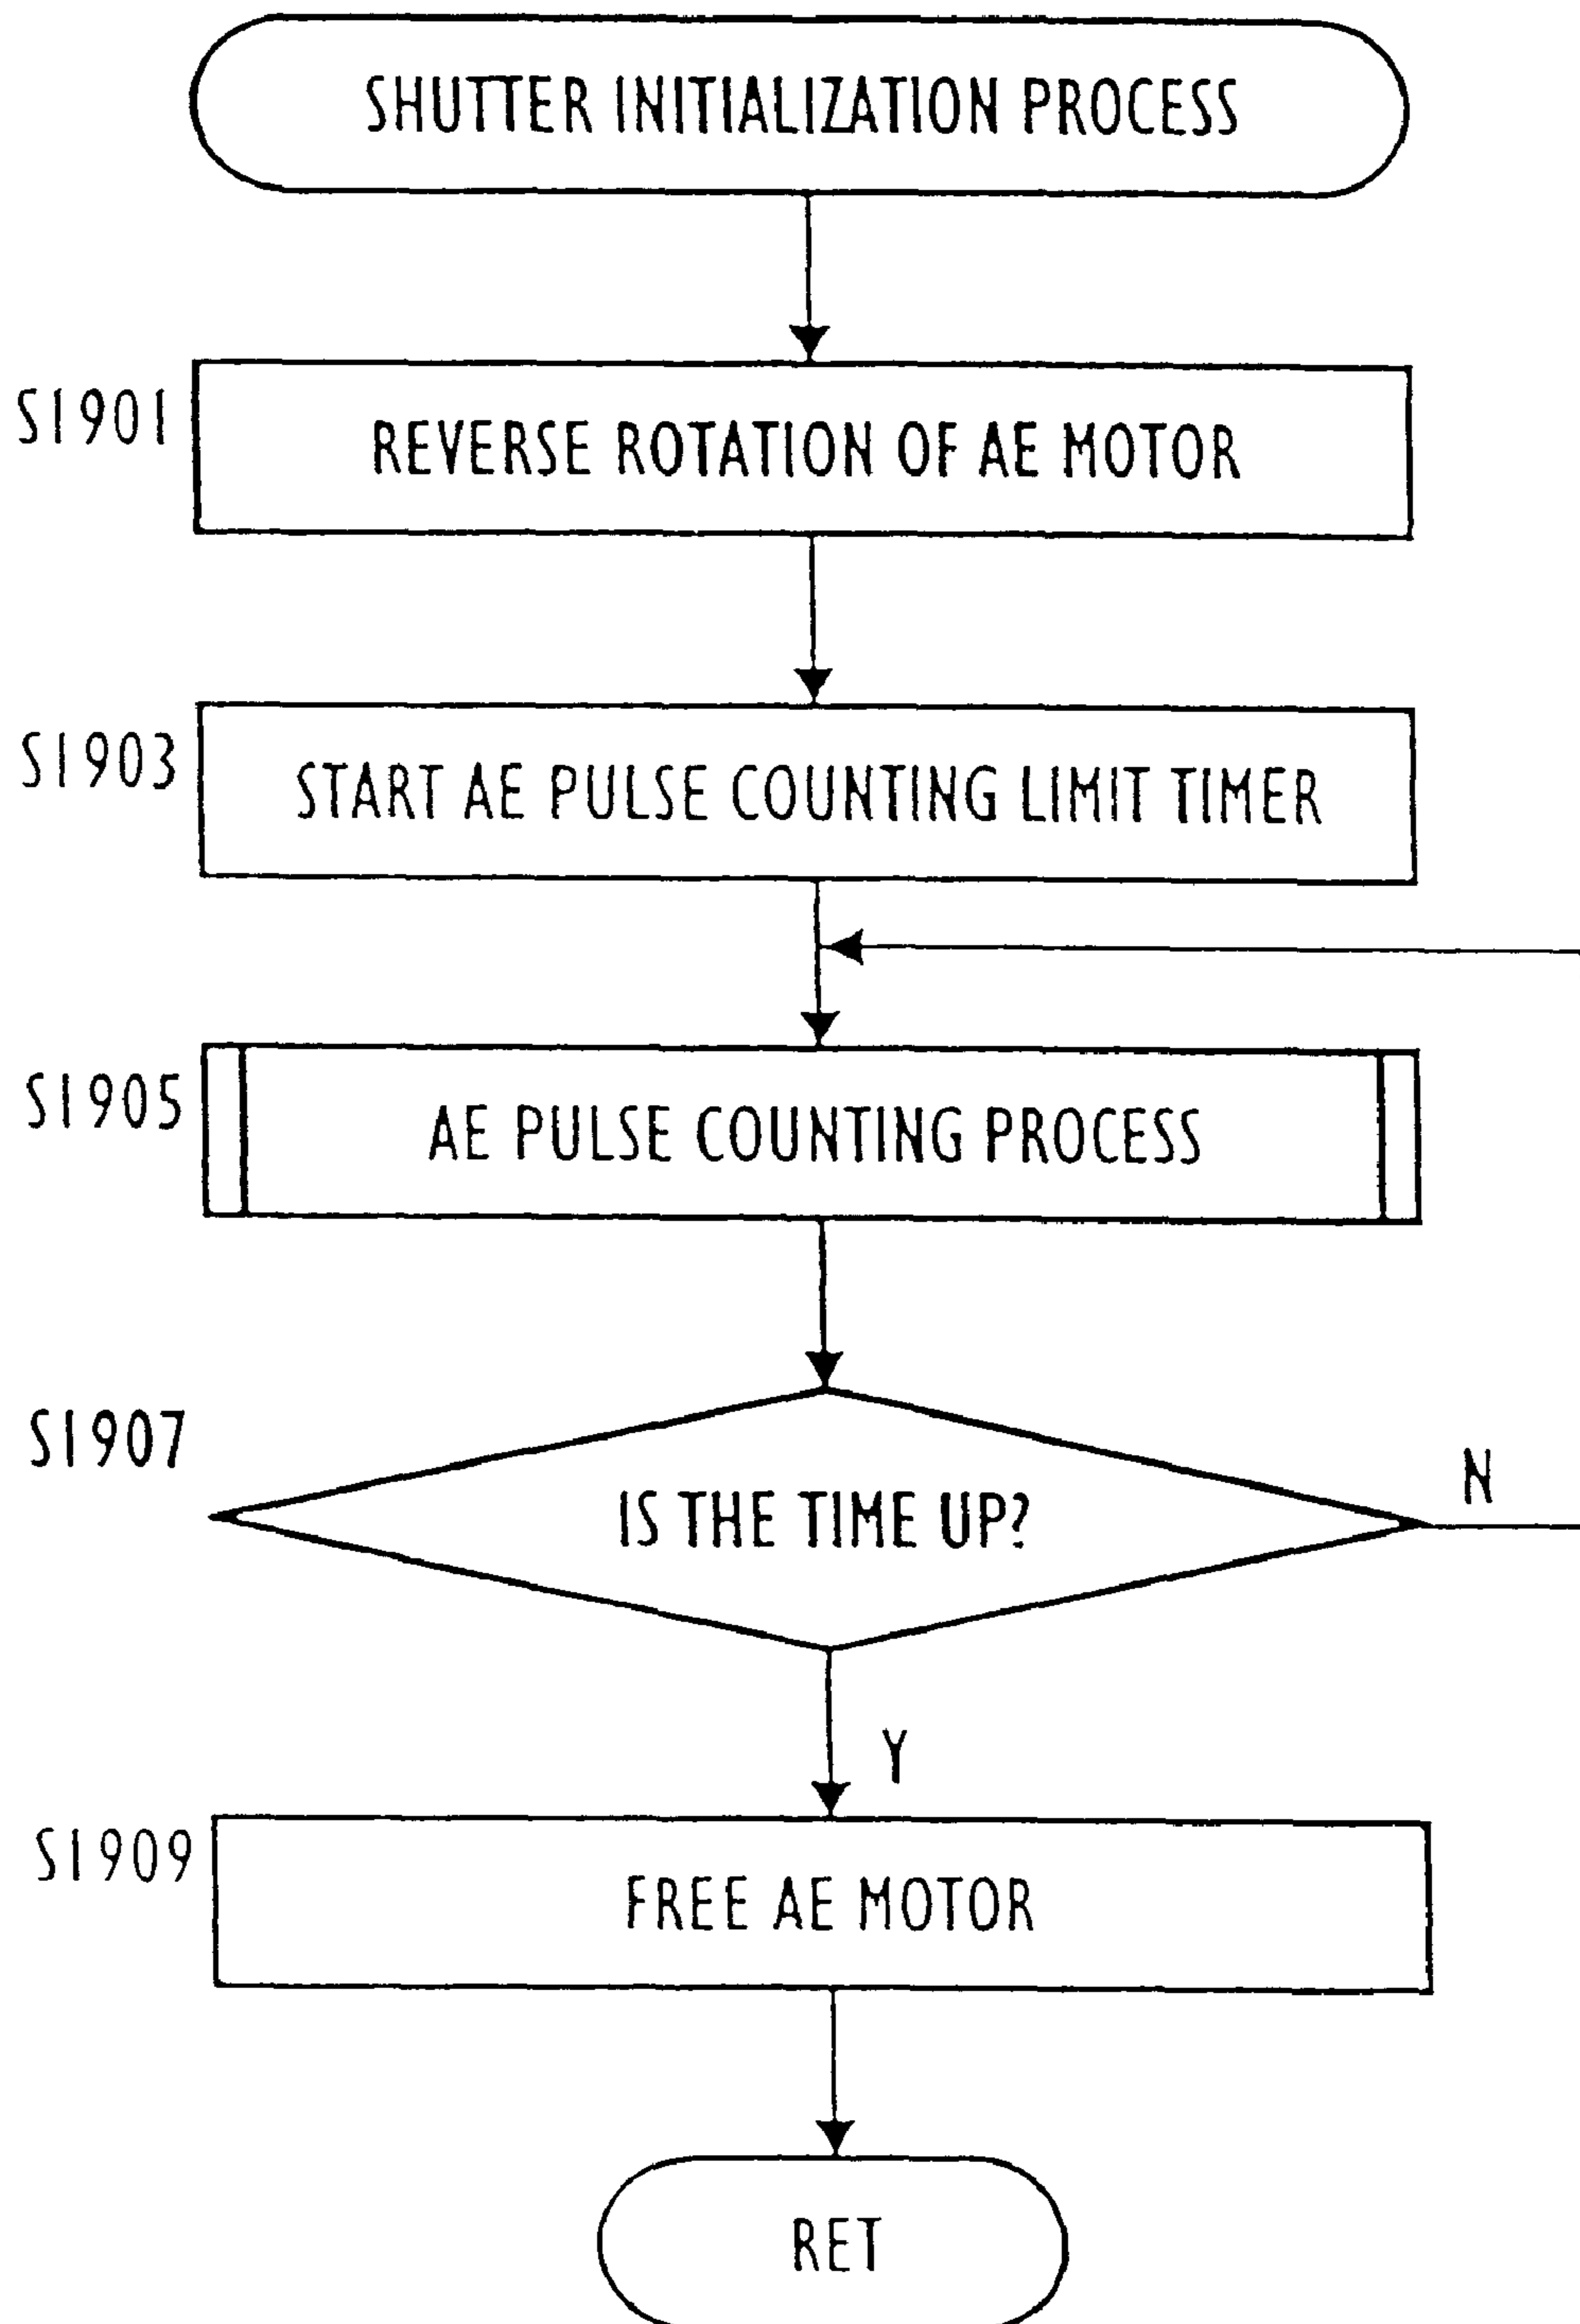 SHUTTER INITIALIZATION PROCESS
S1901
REVERSE ROTATION OF AE MOTOR
S1903
START AE PULSE COUNTING LIMIT TIMER
S1905
AE PULSE COUNTING PROCESS
S1907
IS THE TIME UP?
N
Y
S1909
FREE AE MOTOR
RET